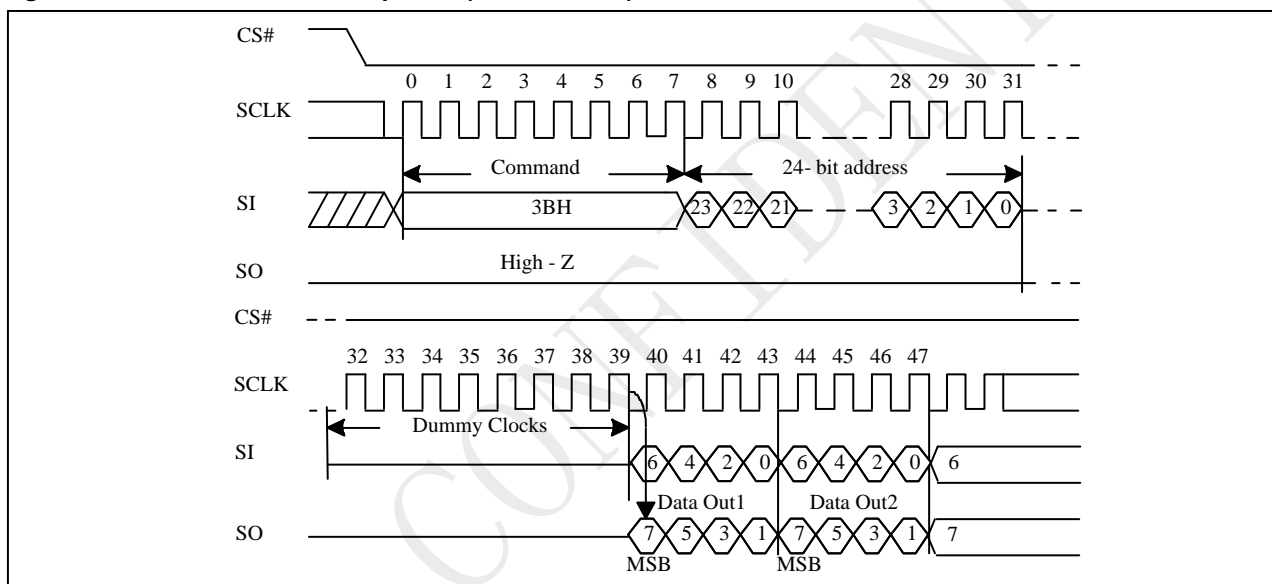 CS#
0 1 2 3 4 5 6 7 8 9 10 28 29 30 31
SCLK
Command 24- bit address
SI 3BH 23 22 21 3 2 1 0
SO High - Z
CS#
32 33 34 35 36 37 38 39 40 41 42 43 44 45 46 47
SCLK
Dummy Clocks
SI 6 4 2 0 6 4 2 0 6
Data Out1 Data Out2
SO 7 5 3 1 7 5 3 1 7
MSB MSB